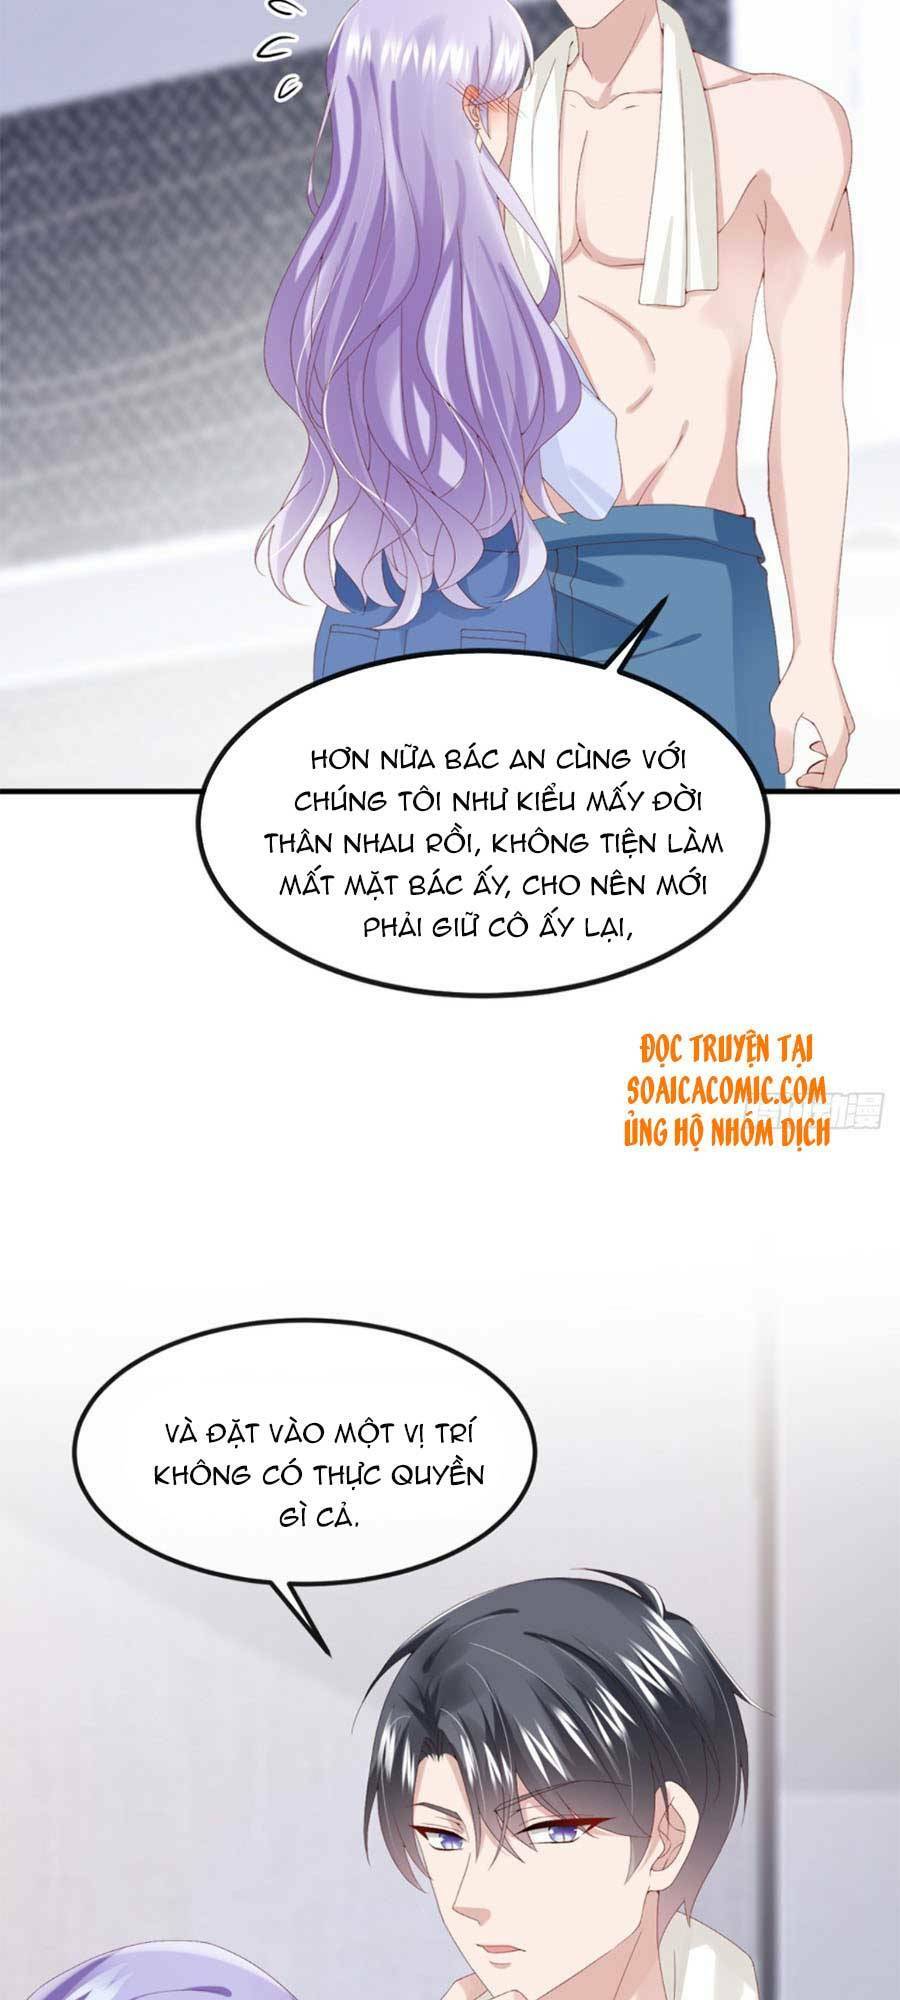 HƠN NỮA BÁC AN CÙNG VỚI
CHÚNG TÔI NHƯ KIỂU MẤY ĐỜI
THÂN NHAU RỒI, KHÔNG TIỆN LÀM
MẤT MẶT BÁC ẤY, CHO NÊN MỚI
PHẢI GIỮ CÔ ẤY LẠI,
ĐỌC TRUYỆN TẠI
SOAICACOMIC.COM
ỦNG HỘ NHÓM DỊCH
VÀ ĐẶT VÀO MỘT VỊ TRÍ
KHÔNG CÓ THỰC QUYỀN
GÌ CẢ.